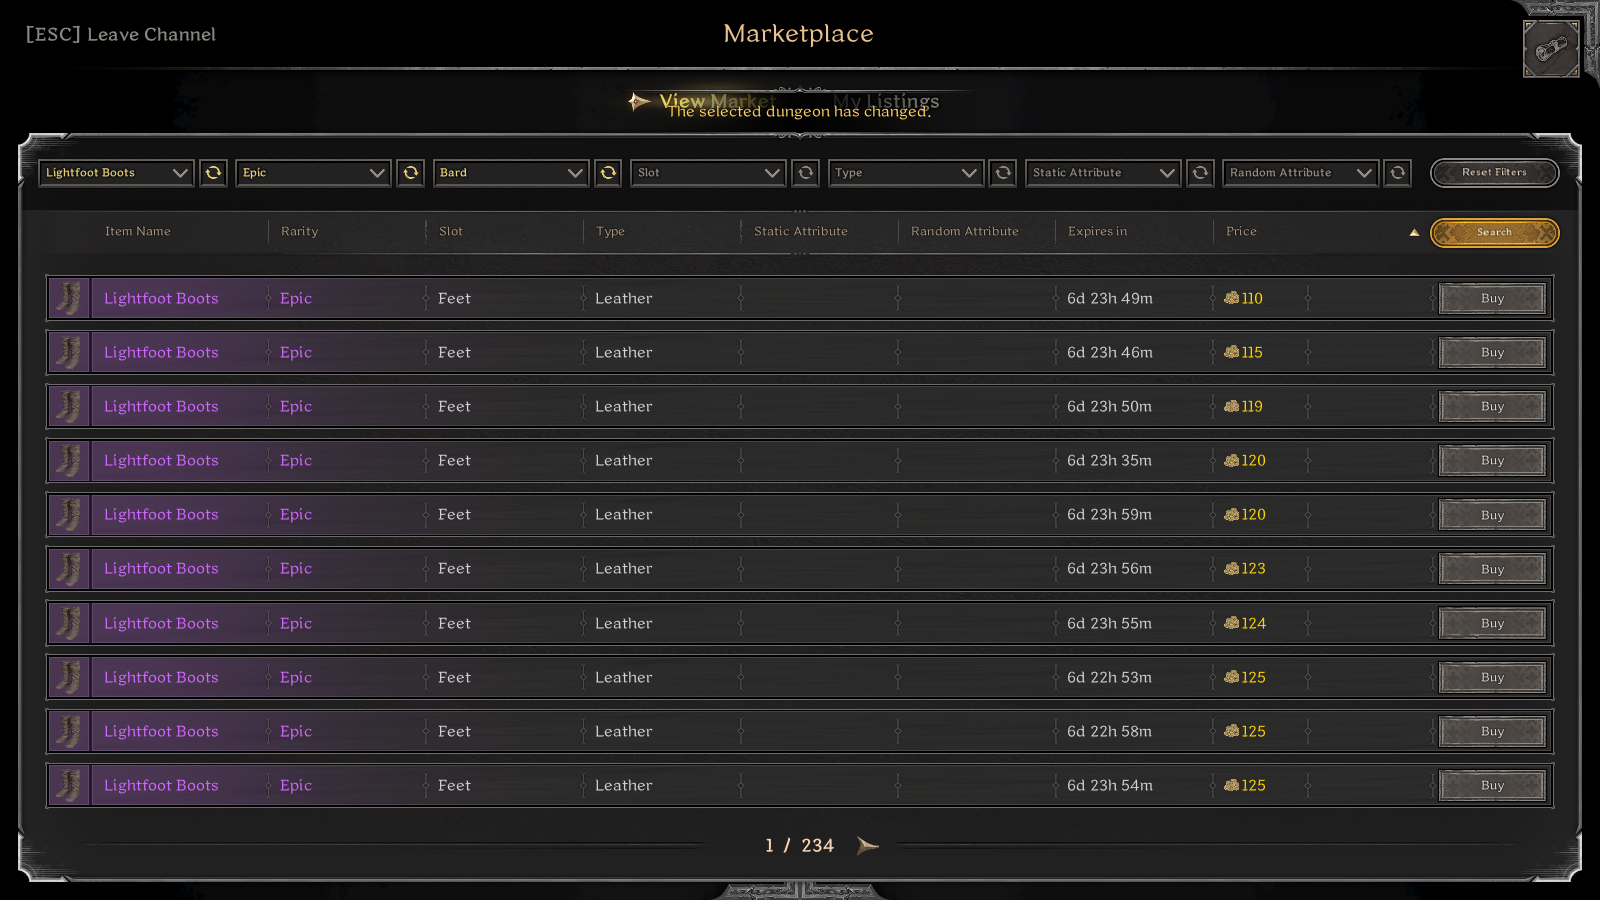 [ESC] Leave Channel
Marketplace
View Market My Listings
The selected dungeon has changed.
Lightfoot Boots Epic Bard Slot Type Static Attribute Random Attribute Reset Filters
Item Name Rarity Slot Type Static Attribute Random Attribute Expires in Price Search
Lightfoot Boots Epic Feet Leather 6d 23h 49m 110 Buy
Lightfoot Boots Epic Feet Leather 6d 23h 46m 115 Buy
Lightfoot Boots Epic Feet Leather 6d 23h 50m 119 Buy
Lightfoot Boots Epic Feet Leather 6d 23h 35m 120 Buy
Lightfoot Boots Epic Feet Leather 6d 23h 59m 120 Buy
Lightfoot Boots Epic Feet Leather 6d 23h 56m 123 Buy
Lightfoot Boots Epic Feet Leather 6d 23h 55m 124 Buy
Lightfoot Boots Epic Feet Leather 6d 22h 53m 125 Buy
Lightfoot Boots Epic Feet Leather 6d 22h 58m 125 Buy
Lightfoot Boots Epic Feet Leather 6d 23h 54m 125 Buy
1 / 234